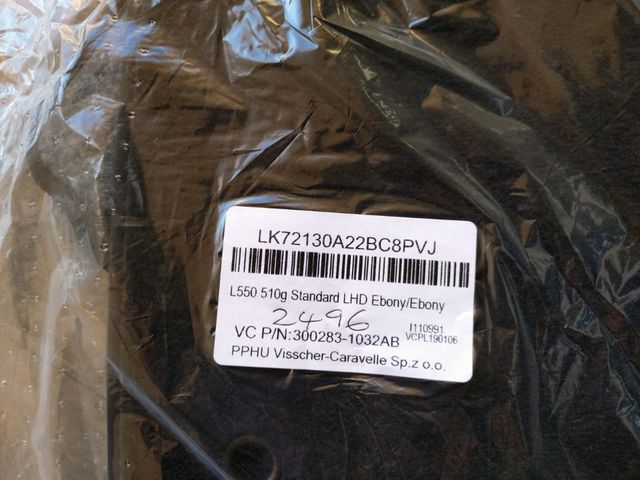 LK72130A22BC8PVJ
L550 510g Standard LHD Ebony/Ebony
2496
I110991
VC P/N:300283-1032AB VCPL190106
PPHU Visscher-Caravelle Sp.z o.o.